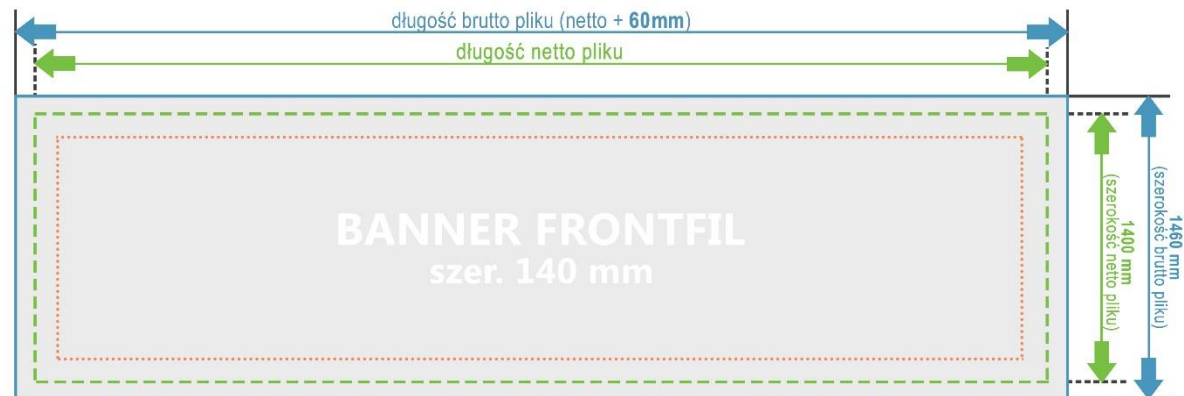 długość brutto pliku (netto + 60mm)
długość netto pliku
BANNER FRONTFIL
szer. 140 mm
1400 mm
(szerokość netto pliku)
1460 mm
(szerokość brutto pliku)